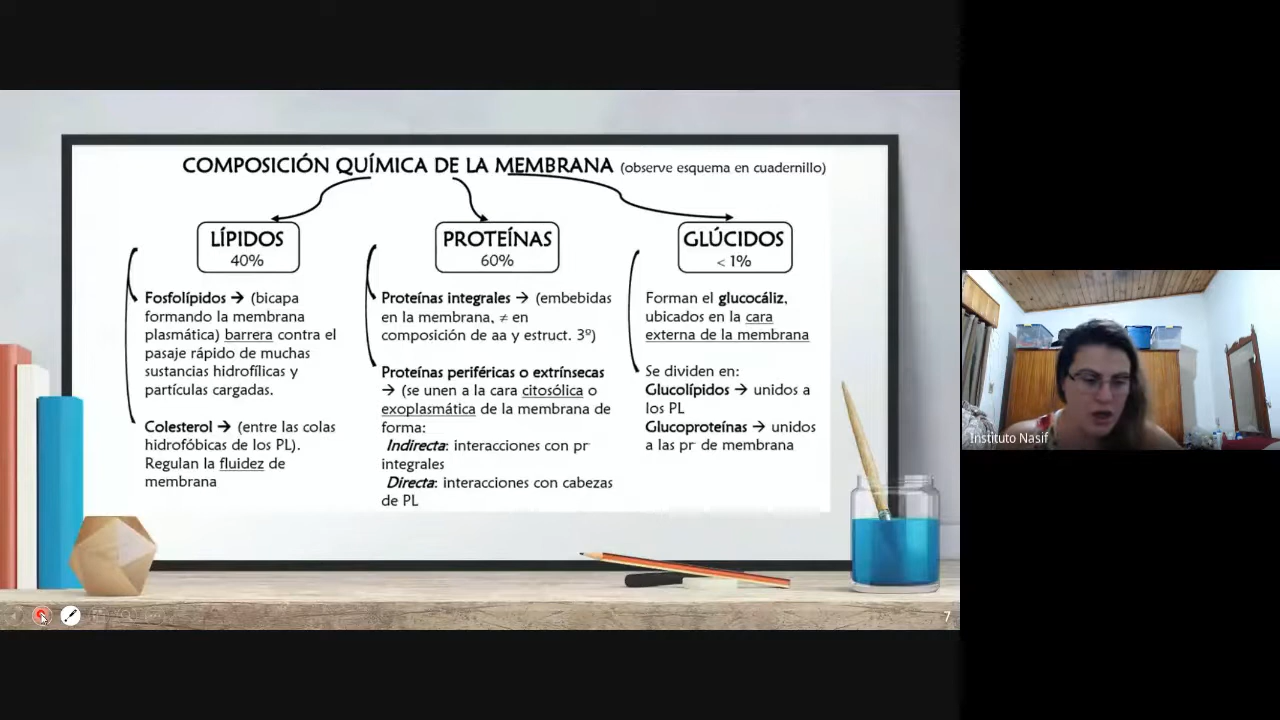 COMPOSICIÓN QUÍMICA DE LA MEMBRANA (observe esquema en cuadernillo)
LÍPIDOS
40%
Fosfolípidos → (bicapa
formando la membrana
plasmática) barrera contra el
pasaje rápido de muchas
sustancias hidrofílicas y
partículas cargadas.
Colesterol → (entre las colas
hidrofóbicas de los PL).
Regulan la fluidez de
membrana
PROTEÍNAS
60%
Proteínas integrales → (embebidas
en la membrana, ≠ en
composición de aa y estruct. 3º)
Proteínas periféricas o extrínsecas
→ (se unen a la cara citosólica o
exoplasmática de la membrana de
forma:
Indirecta: interacciones con pr
integrales
Directa: interacciones con cabezas
de PL
GLÚCIDOS
< 1%
Forman el glucocáliz,
ubicados en la cara
externa de la membrana
Se dividen en:
Glucolípidos → unidos a
los PL
Glucoproteínas → unidos
a las pr de membrana
7
Instituto Nasif